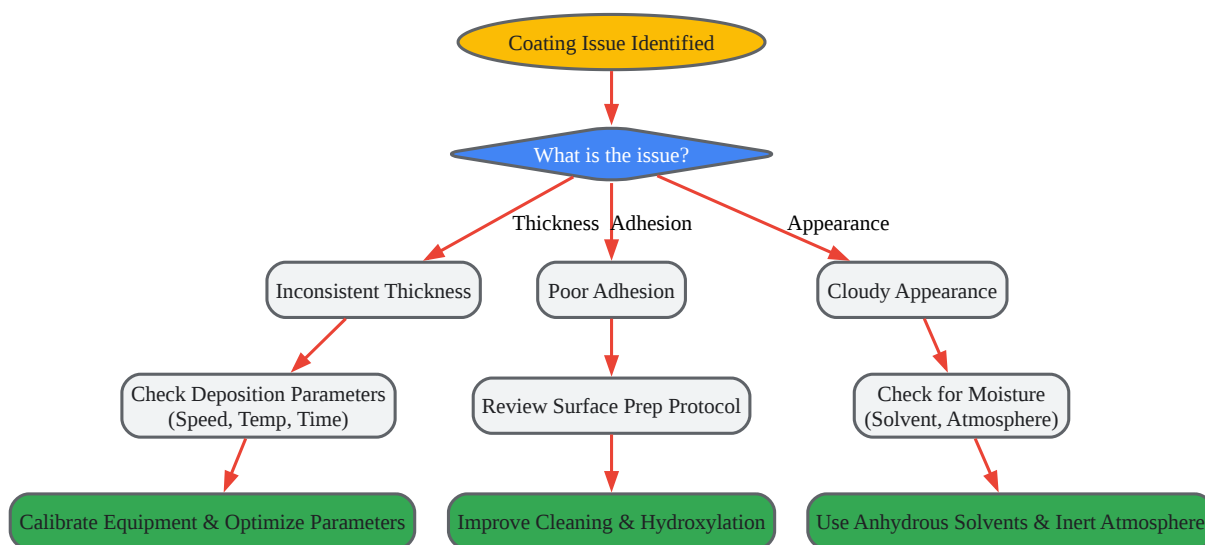 Coating Issue Identified
What is the issue?
Thickness
Adhesion
Appearance
Inconsistent Thickness
Poor Adhesion
Cloudy Appearance
Check Deposition Parameters
(Speed, Temp, Time)
Review Surface Prep Protocol
Check for Moisture
(Solvent, Atmosphere)
Calibrate Equipment & Optimize Parameters
Improve Cleaning & Hydroxylation
Use Anhydrous Solvents & Inert Atmosphere